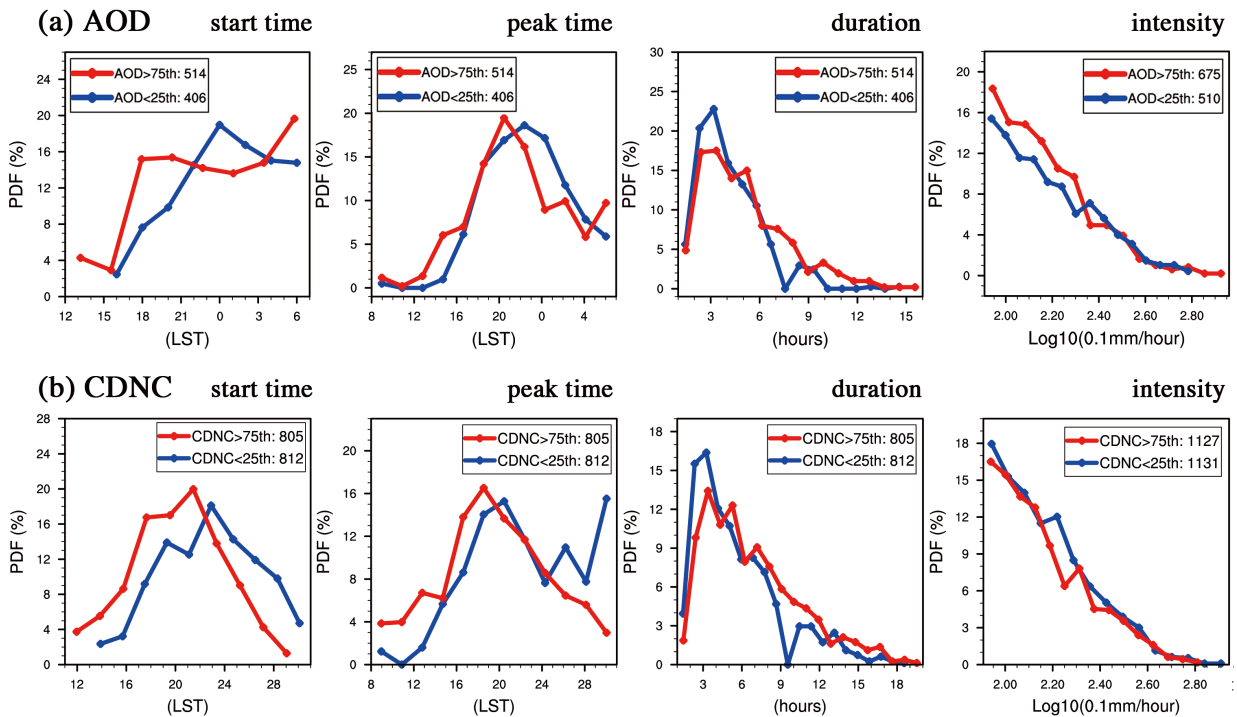 (a) AOD start time peak time duration intensity
AOD>75th: 514
AOD<25th: 406
AOD>75th: 514
AOD<25th: 406
AOD>75th: 514
AOD<25th: 406
AOD>75th: 675
AOD<25th: 510
PDF (%)
24
20
16
12
8
4
0
12 15 18 21 0 3 6
(LST)
PDF (%)
25
20
15
10
5
0
8 12 16 20 0 4
(LST)
PDF (%)
30
25
20
15
10
5
0
3 6 9 12 15
(hours)
PDF (%)
20
16
12
8
4
0
2.00 2.20 2.40 2.60 2.80
Log10(0.1mm/hour)
(b) CDNC start time peak time duration intensity
CDNC>75th: 805
CDNC<25th: 812
CDNC>75th: 805
CDNC<25th: 812
CDNC>75th: 805
CDNC<25th: 812
CDNC>75th: 1127
CDNC<25th: 1131
PDF (%)
28
24
20
16
12
8
4
0
12 16 20 24 28
(LST)
PDF (%)
20
16
12
8
4
0
8 12 16 20 24 28
(LST)
PDF (%)
18
15
12
9
6
3
0
3 6 9 12 15 18
(hours)
PDF (%)
18
15
12
9
6
3
0
2.00 2.20 2.40 2.60 2.80
Log10(0.1mm/hour)